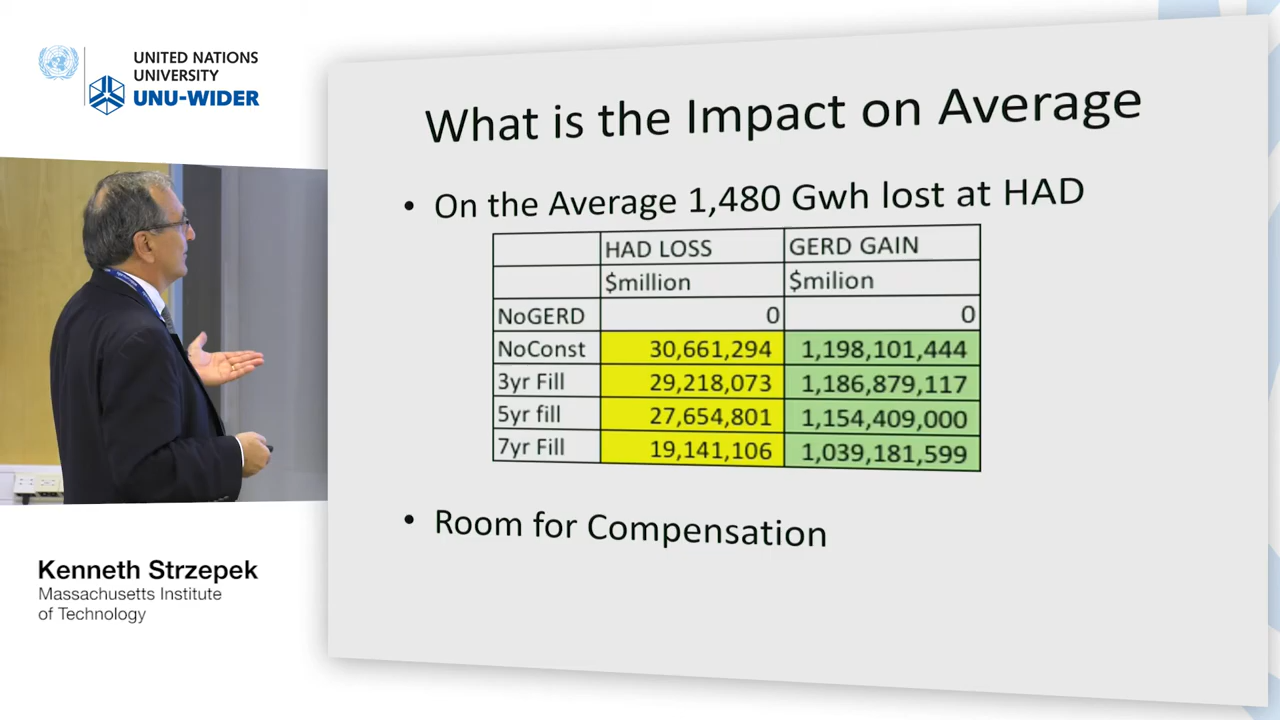 UNITED NATIONS
UNIVERSITY
UNU-WIDER
What is the Impact on Average
• On the Average 1,480 Gwh lost at HAD
HAD LOSS GERD GAIN
$million $milion
NoGERD 0 0
NoConst 30,661,294 1,198,101,444
3yr Fill 29,218,073 1,186,879,117
5yr fill 27,654,801 1,154,409,000
7yr Fill 19,141,106 1,039,181,599
• Room for Compensation
Kenneth Strzepek
Massachusetts Institute
of Technology